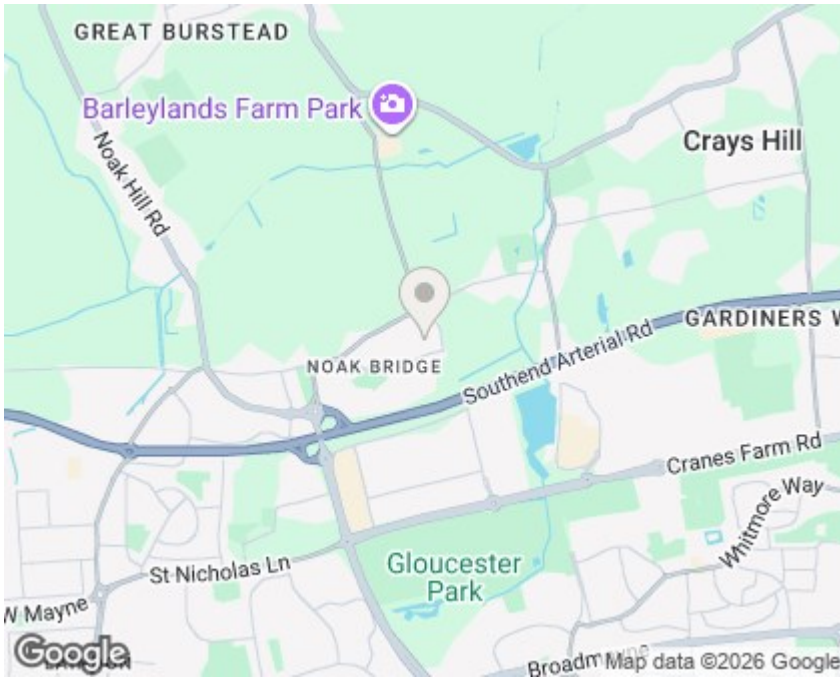 GREAT BURSTEAD
Barleylands Farm Park
Crays Hill
Noak Hill Rd
GARDINERS W
Southend Arterial Rd
NOAK BRIDGE
Cranes Farm Rd
Whitmore Way
St Nicholas Ln
Gloucester
Park
W Mayne
Google
Broadmayne
Map data ©2026 Google